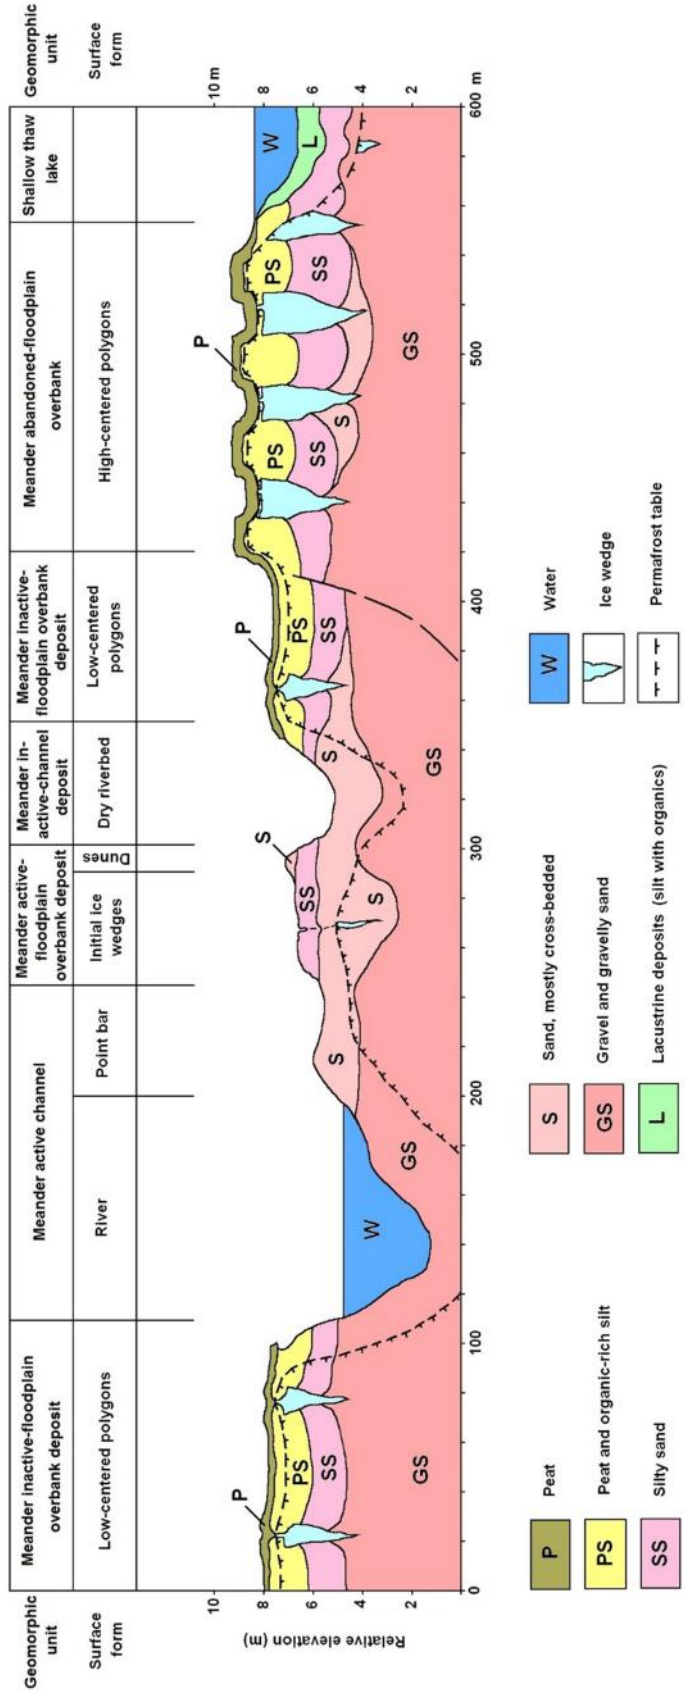 Geomorphic
unit
Meander inactive-floodplain
overbank deposit
Meander active channel
Meander active-
floodplain
overbank deposit
Meander in-
active-channel
deposit
Meander inactive-
floodplain overbank
deposit
Meander abandoned-floodplain
overbank
Shallow thaw
lake
Geomorphic
unit
Surface
form
Low-centered polygons
River
Point bar
Initial ice
wedges
Dunes
Dry riverbed
Low-centered
polygons
High-centered polygons
Surface
form
Relative elevation (m)
10
8
6
4
2
10 m
8
6
4
2
P
PS
SS
GS
W
GS
S
SS
S
S
S
GS
P
PS
SS
P
PS
SS
S
GS
PS
SS
W
L
0
100
200
300
400
500
600 m
P
Peat
S
Sand, mostly cross-bedded
W
Water
PS
Peat and organic-rich silt
GS
Gravel and gravelly sand
Ice wedge
SS
Silty sand
L
Lacustrine deposits (silt with organics)
Permafrost table